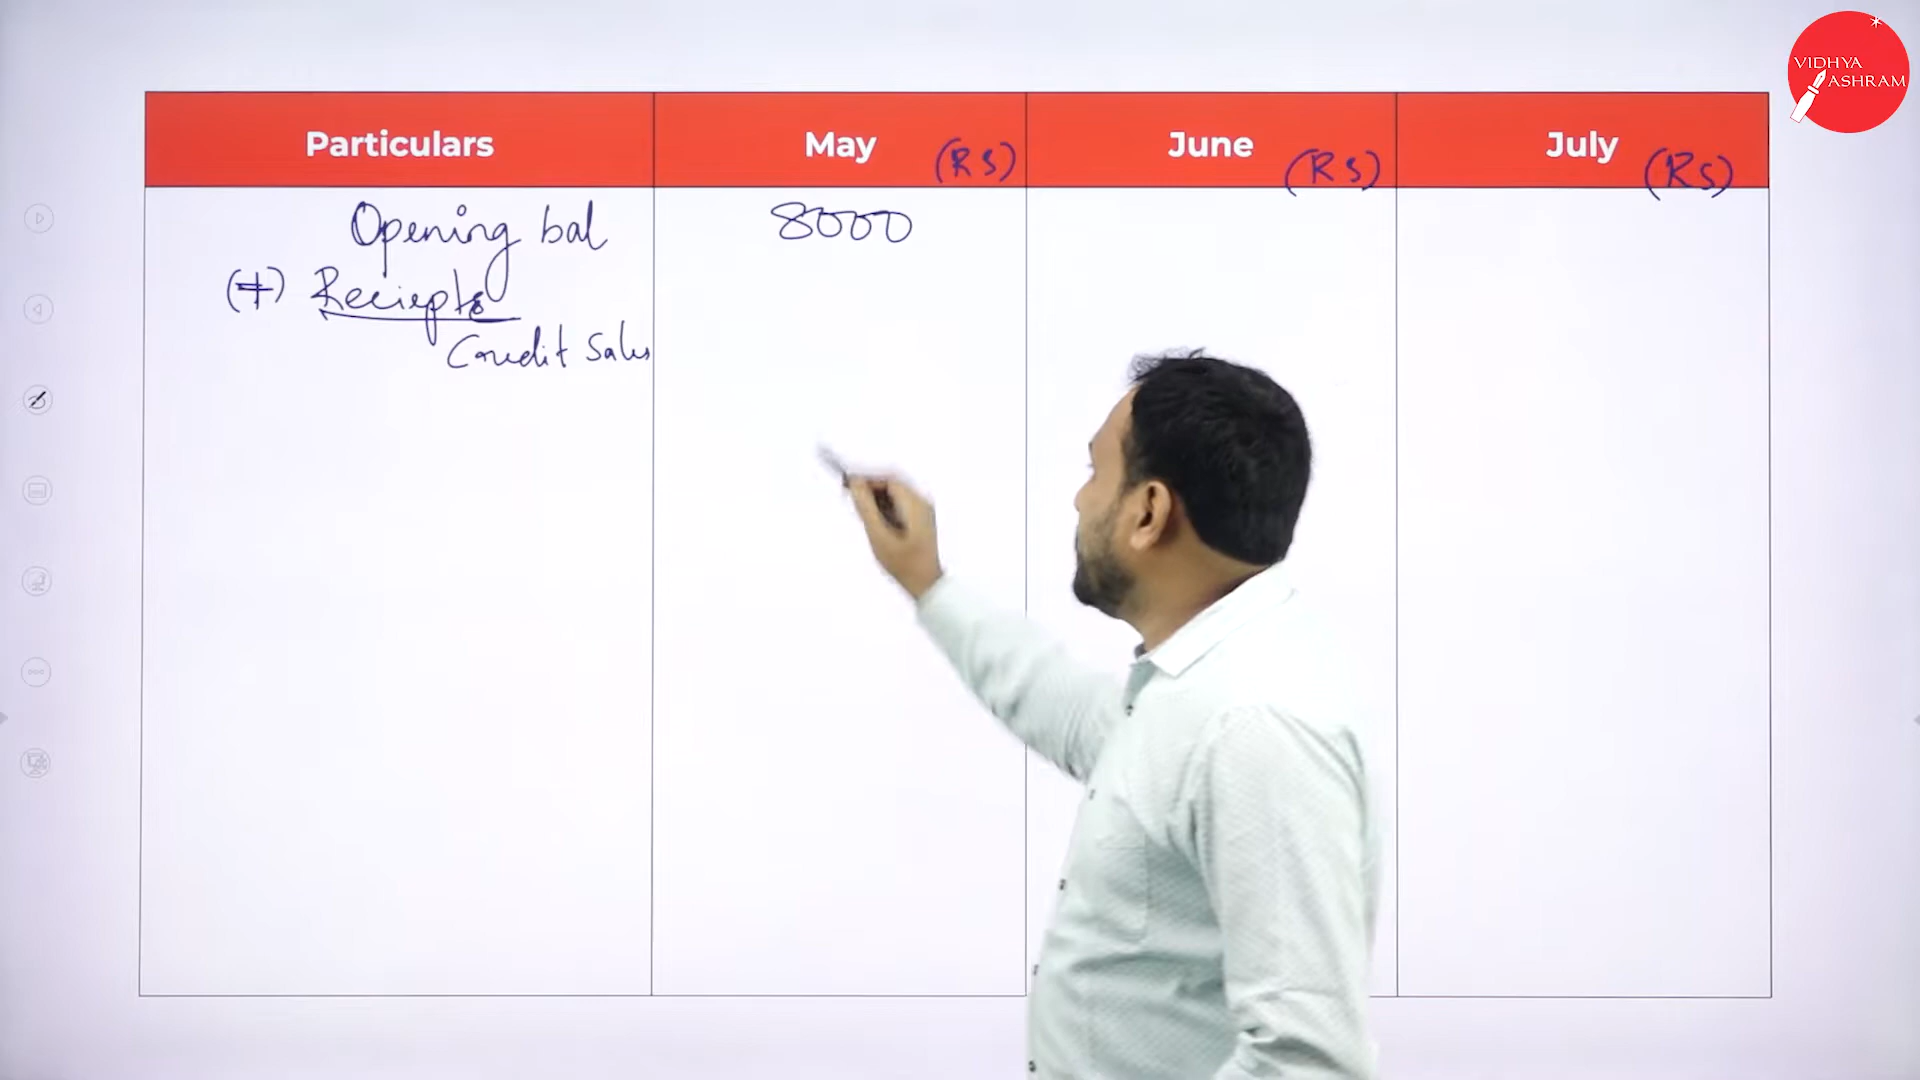 VIDHYA
ASHRAM
Particulars May (RS) June (RS) July (RS)
Opening bal 8000
(+) Reciepts
Credit Sales